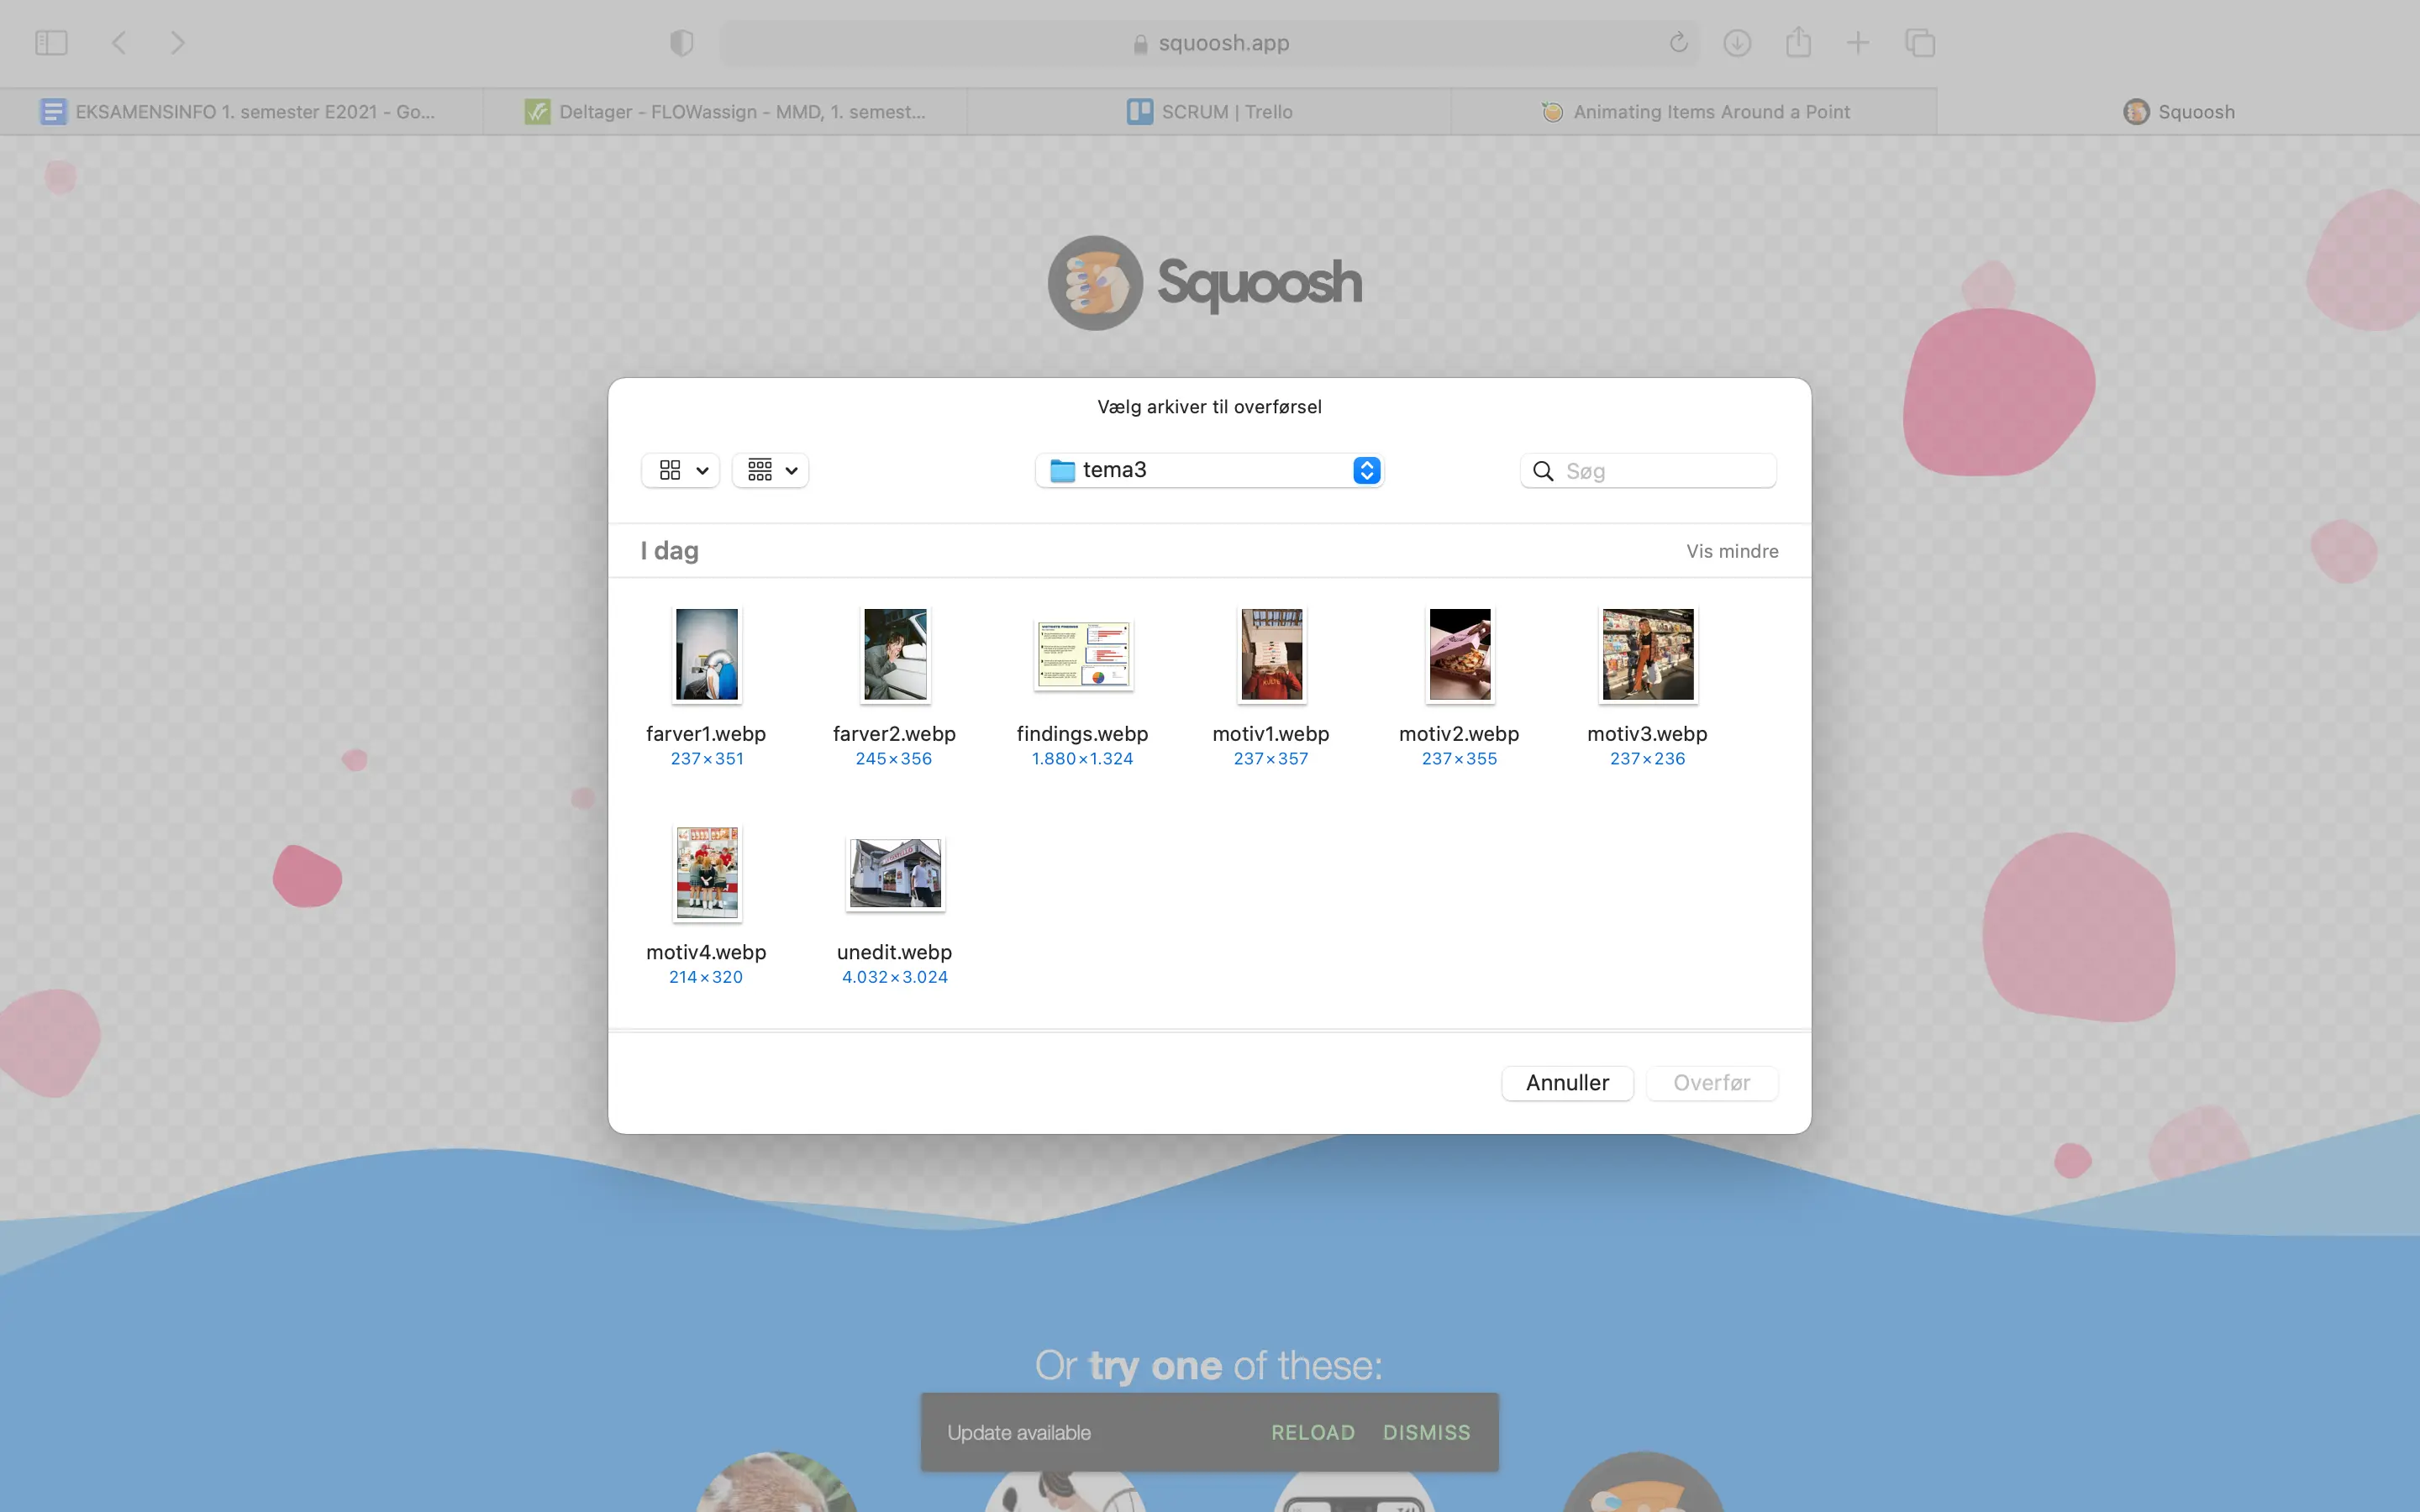 squoosh.app
EKSAMENSINFO 1. semester E2021 - Go...
Deltager - FLOWassign - MMD, 1. semest...
SCRUM | Trello
Animating Items Around a Point
Squoosh
Squoosh
Vælg arkiver til overførsel
tema3
Søg
I dag
Vis mindre
farver1.webp
farver2.webp
findings.webp
motiv1.webp
motiv2.webp
motiv3.webp
237×351
245×356
1.880×1.324
237×357
237×355
237×236
motiv4.webp
unedit.webp
214×320
4.032×3.024
Annuller
Overfør
Or try one of these:
Update available
RELOAD
DISMISS